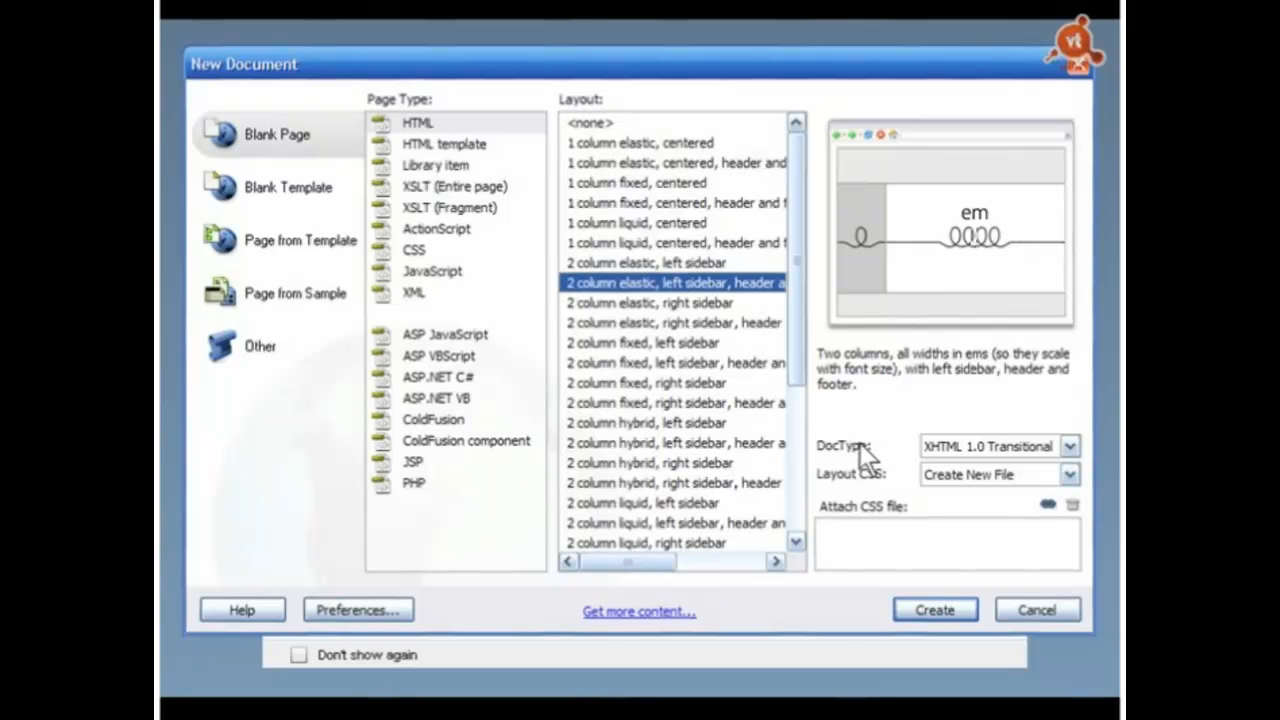 vt
New Document
Page Type:
Layout:
Blank Page
Blank Template
Page from Template
Page from Sample
Other
HTML
HTML template
Library item
XSLT (Entire page)
XSLT (Fragment)
ActionScript
CSS
JavaScript
XML
ASP JavaScript
ASP VBScript
ASP.NET C#
ASP.NET VB
ColdFusion
ColdFusion component
JSP
PHP
<none>
1 column elastic, centered
1 column elastic, centered, header and
1 column fixed, centered
1 column fixed, centered, header and f
1 column liquid, centered
1 column liquid, centered, header and f
2 column elastic, left sidebar
2 column elastic, left sidebar, header a
2 column elastic, right sidebar
2 column elastic, right sidebar, header
2 column fixed, left sidebar
2 column fixed, left sidebar, header an
2 column fixed, right sidebar
2 column fixed, right sidebar, header a
2 column hybrid, left sidebar
2 column hybrid, left sidebar, header a
2 column hybrid, right sidebar
2 column hybrid, right sidebar, header
2 column liquid, left sidebar
2 column liquid, left sidebar, header an
2 column liquid, right sidebar
em
Two columns, all widths in ems (so they scale
with font size), with left sidebar, header and
footer.
DocType: XHTML 1.0 Transitional
Layout CSS: Create New File
Attach CSS file:
Help
Preferences...
Get more content...
Create
Cancel
Don't show again